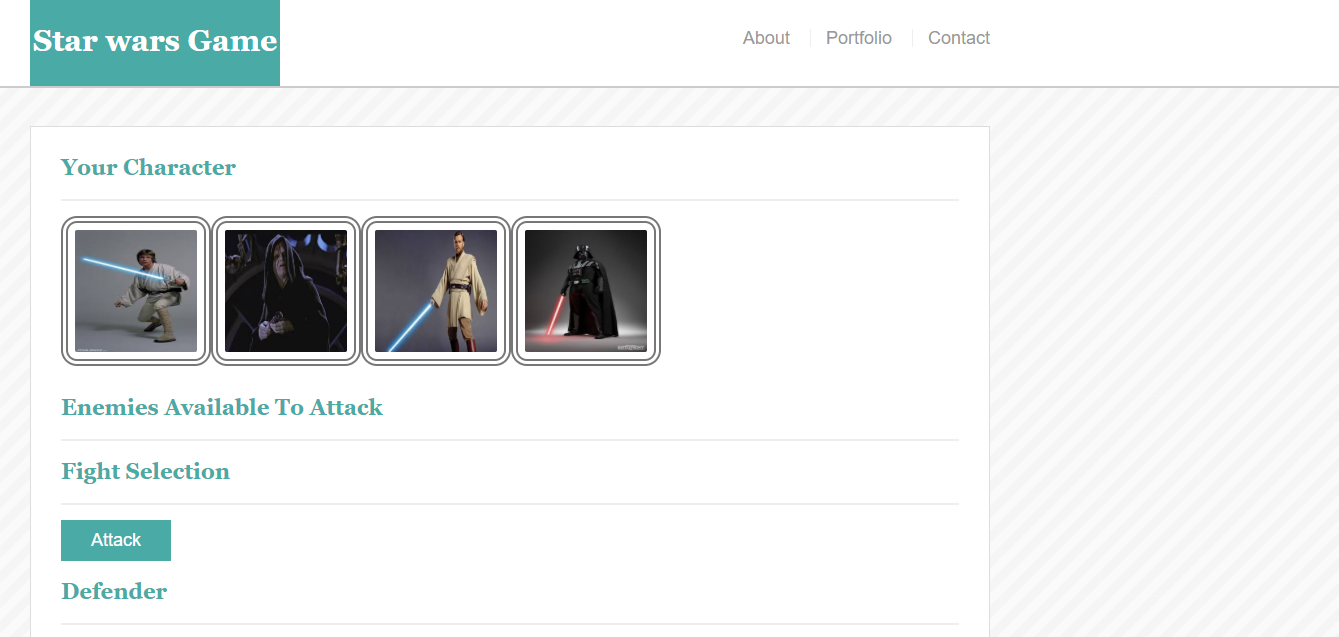 Star wars Game
About
Portfolio
Contact
Your Character
Enemies Available To Attack
Fight Selection
Attack
Defender